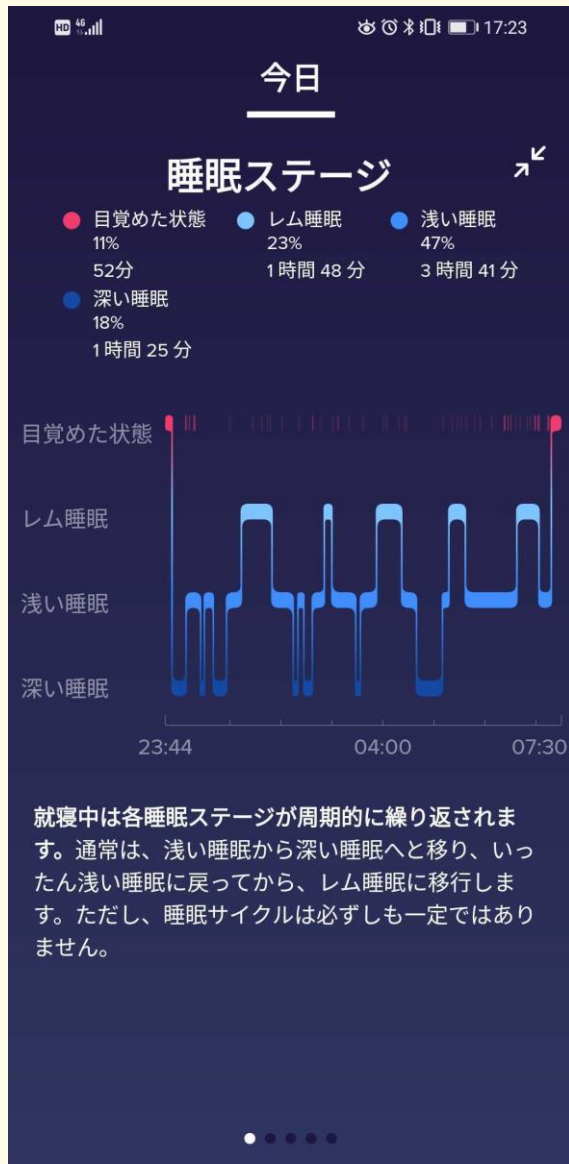 HD 4G 17:23
今日
睡眠ステージ
目覚めた状態 レム睡眠 浅い睡眠
11% 23% 47%
52分 1時間 48 分 3 時間 41 分
深い睡眠
18%
1時間 25 分
目覚めた状態
レム睡眠
浅い睡眠
深い睡眠
23:44 04:00 07:30
就寝中は各睡眠ステージが周期的に繰り返されま
す。通常は、浅い睡眠から深い睡眠へと移り、いっ
たん浅い睡眠に戻ってから、レム睡眠に移行しま
す。ただし、睡眠サイクルは必ずしも一定ではあり
ません。